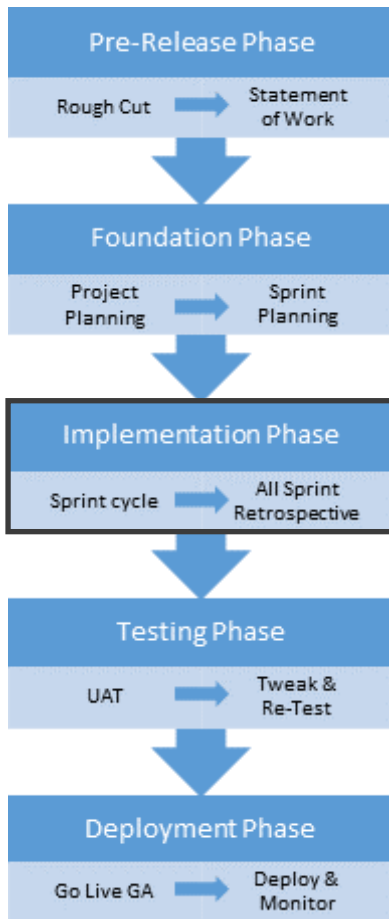 Pre-Release Phase
Rough Cut
Statement
of Work
Foundation Phase
Project
Planning
Sprint
Planning
Implementation Phase
Sprint cycle
All Sprint
Retrospective
Testing Phase
UAT
Tweak &
Re-Test
Deployment Phase
Go Live GA
Deploy &
Monitor